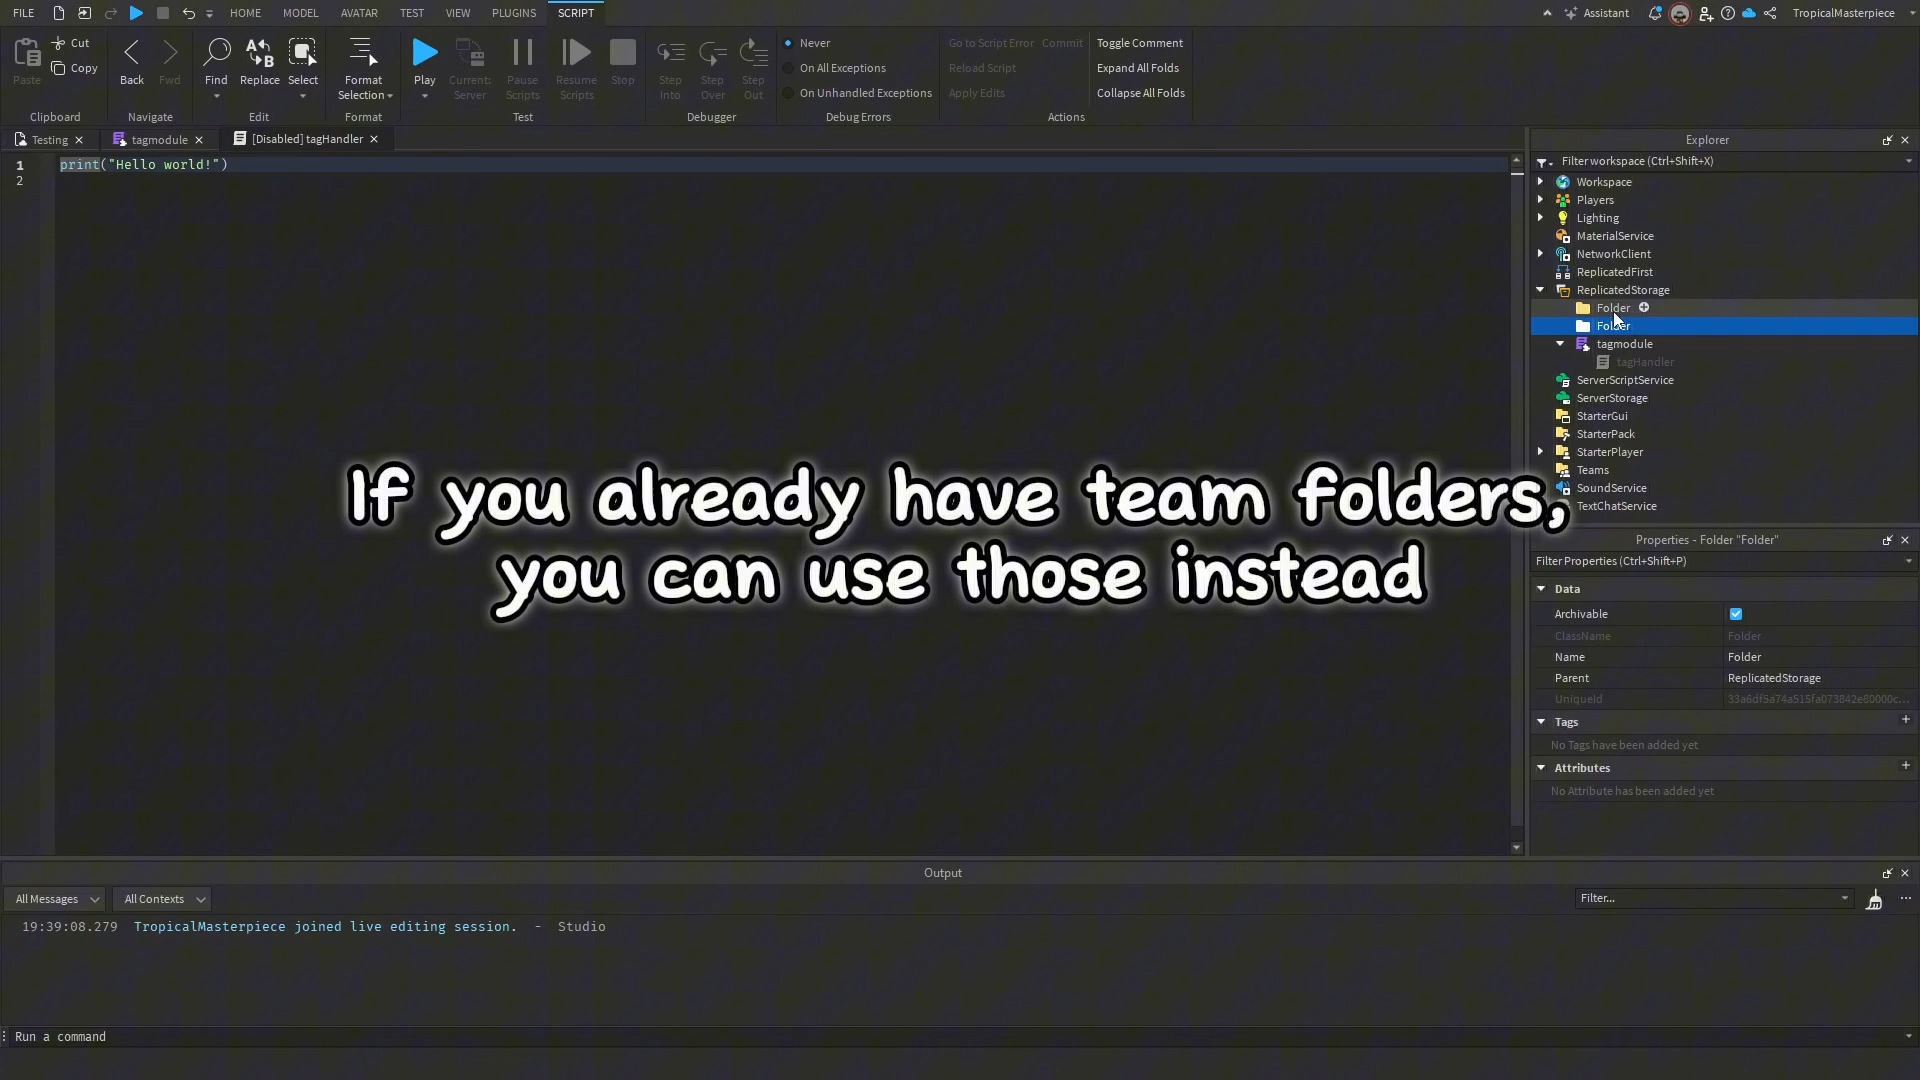 FILE HOME MODEL AVATAR TEST VIEW PLUGINS SCRIPT Assistant TropicalMasterpiece
Paste Cut Copy Clipboard
Back Fwd Navigate
Find Replace Select Edit
Format Selection Format
Play Current: Server Pause Scripts Resume Scripts Stop Test
Step Into Step Over Step Out Debugger
Never
On All Exceptions
On Unhandled Exceptions
Debug Errors
Go to Script Error Commit
Reload Script
Apply Edits
Toggle Comment
Expand All Folds
Collapse All Folds
Actions
Testing tagmodule [Disabled] tagHandler
1 print("Hello world!")
2
If you already have team folders,
you can use those instead
Explorer
Filter workspace (Ctrl+Shift+X)
Workspace
Players
Lighting
MaterialService
NetworkClient
ReplicatedFirst
ReplicatedStorage
Folder
Folder
tagmodule
tagHandler
ServerScriptService
ServerStorage
StarterGui
StarterPack
StarterPlayer
Teams
SoundService
TextChatService
Properties - Folder "Folder"
Filter Properties (Ctrl+Shift+P)
Data
Archivable
ClassName Folder
Name Folder
Parent ReplicatedStorage
UniqueId 33a6df5a74a515fa073842e80000c...
Tags
No Tags have been added yet
Attributes
No Attribute has been added yet
Output
All Messages All Contexts Filter...
19:39:08.279 TropicalMasterpiece joined live editing session. - Studio
Run a command